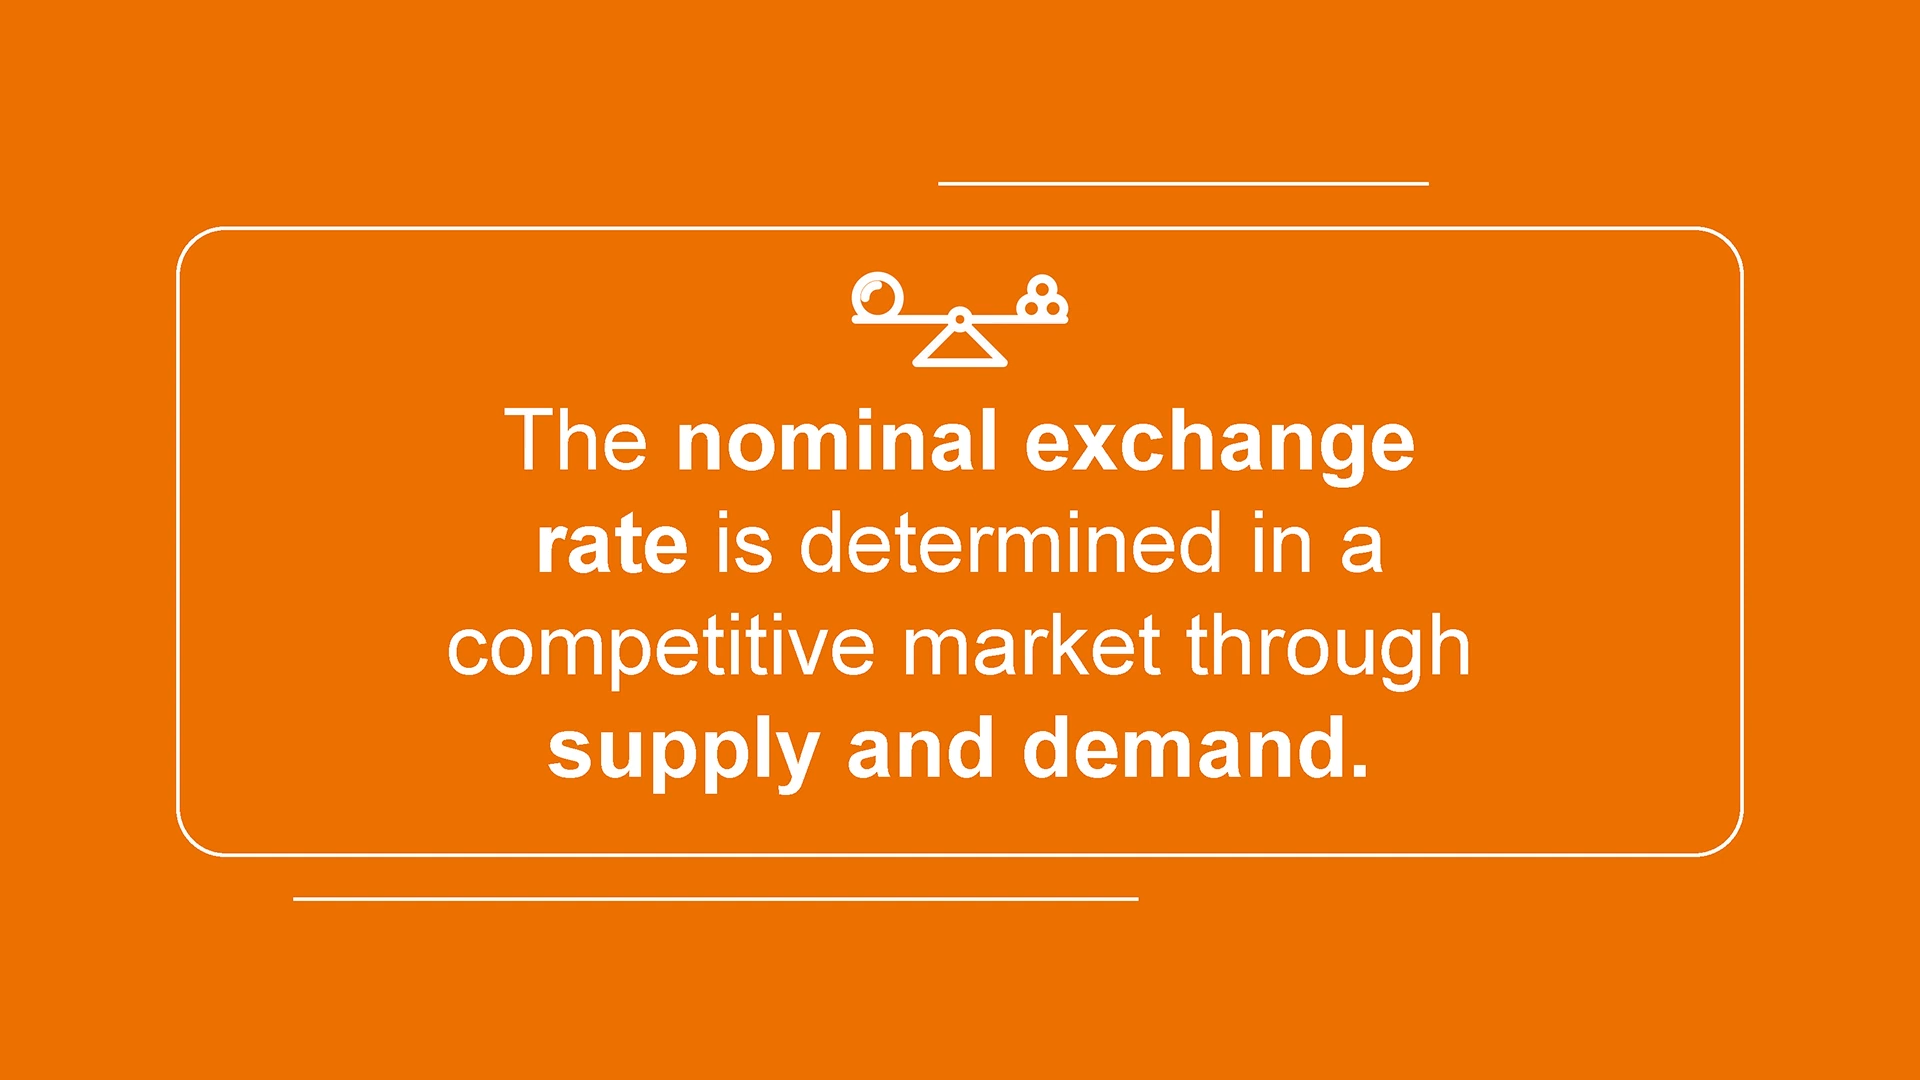 The nominal exchange
rate is determined in a
competitive market through
supply and demand.